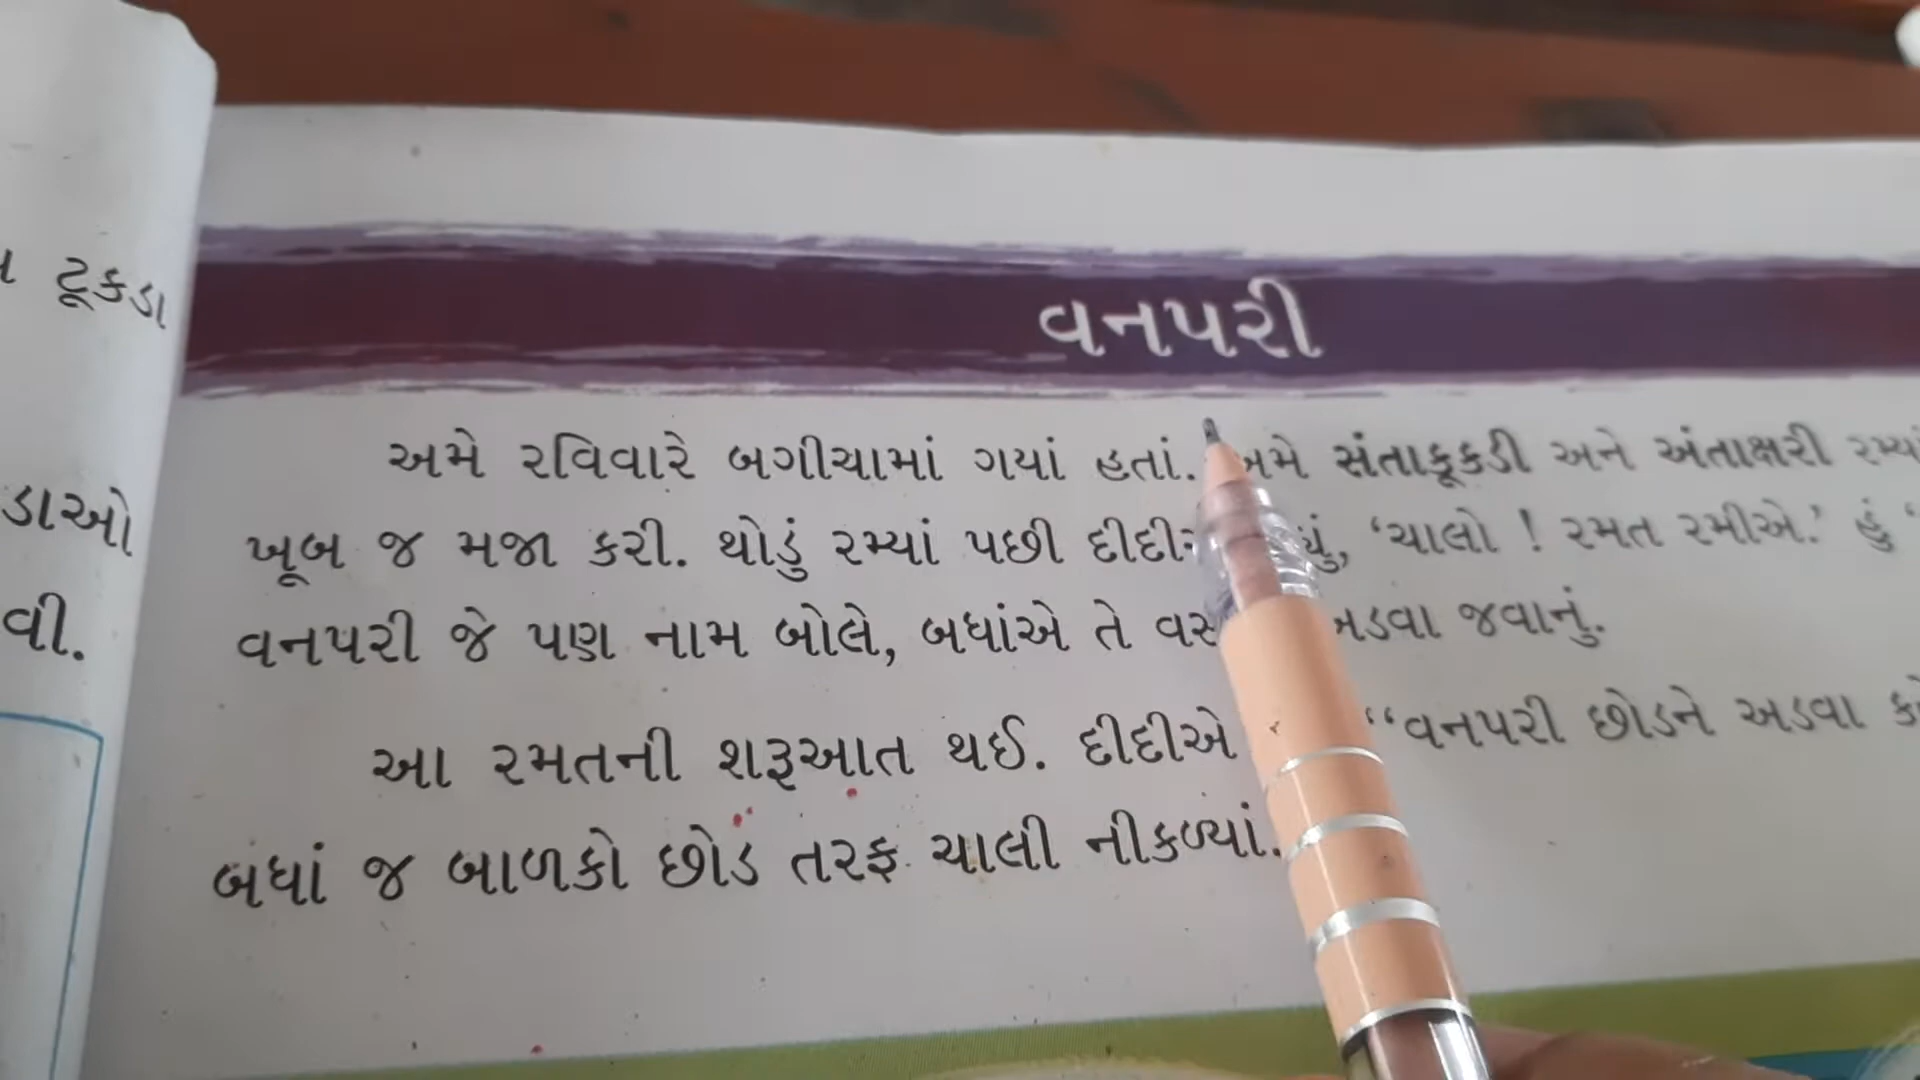 ટૂકડા
ડાઓ
વી.
વનપરી
અમે રવિવારે બગીચામાં ગયાં હતાં. અમે સંતાકૂકડી અને અંતાક્ષરી રમ્યાં
ખૂબ જ મજા કરી. થોડું રમ્યાં પછી દીદીએ 'ચાલો ! રમત રમીએ.' હું
વનપરી જે પણ નામ બોલે, બધાંએ તે અડવા જવાનું.
આ રમતની શરૂઆત થઈ. દીદીએ "વનપરી છોડને અડવા
બધાં જ બાળકો છોડ તરફ ચાલી નીકળ્યાં.